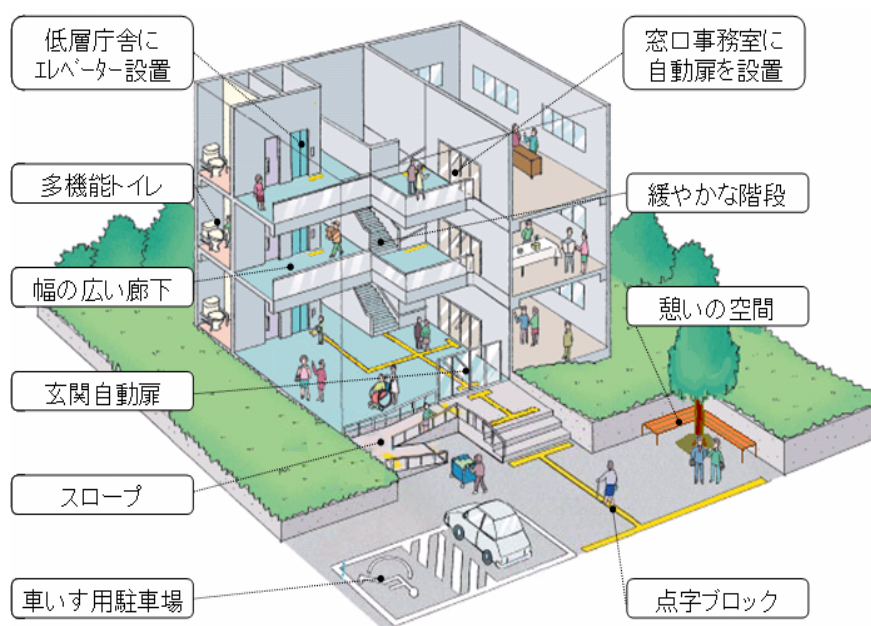 低層庁舎に
エレベーター設置
窓口事務室に
自動扉を設置
多機能トイレ
緩やかな階段
幅の広い廊下
憩いの空間
玄関自動扉
スロープ
車いす用駐車場
点字ブロック